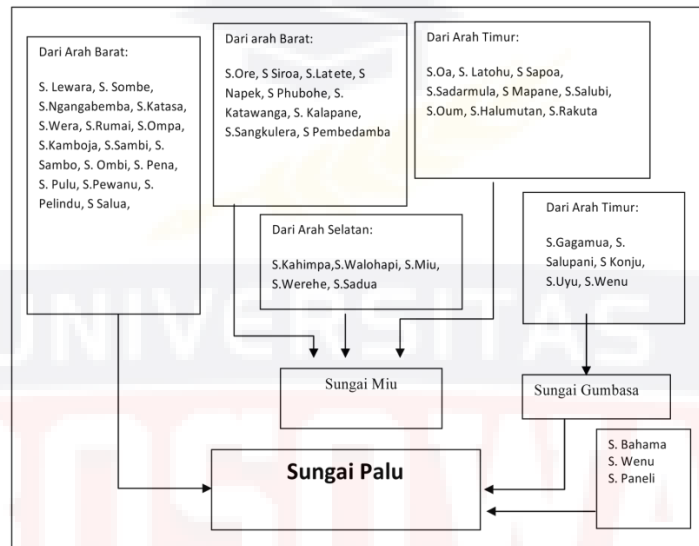 Dari Arah Barat:
S. Lewara, S. Sombe,
S.Ngangabemba, S.Katasa,
S.Wera, S.Rumai, S.Ompa,
S.Kamboja, S.Sambi, S.
Sambo, S. Ombi, S. Pena,
S. Pulu, S.Pewanu, S.
Pelindu, S Salua,
Dari arah Barat:
S.Ore, S Siroa, S.Latete, S
Napek, S Phubohe, S.
Katawanga, S. Kalapane,
S.Sangkulera, S Pembedamba
Dari Arah Timur:
S.Oa, S. Latohu, S Sapoa,
S.Sadarmula, S Mapane, S.Salubi,
S.Oum, S.Halumutan, S.Rakuta
Dari Arah Selatan:
S.Kahimpa,S.Walohapi, S.Miu,
S.Werehe, S.Sadua
Dari Arah Timur:
S.Gagamua, S.
Salupani, S Konju,
S.Uyu, S.Wenu
UNIVERSITAS
Sungai Miu
Sungai Gumbasa
Sungai Palu
S. Bahama
S. Wenu
S. Paneli
BOSOWA